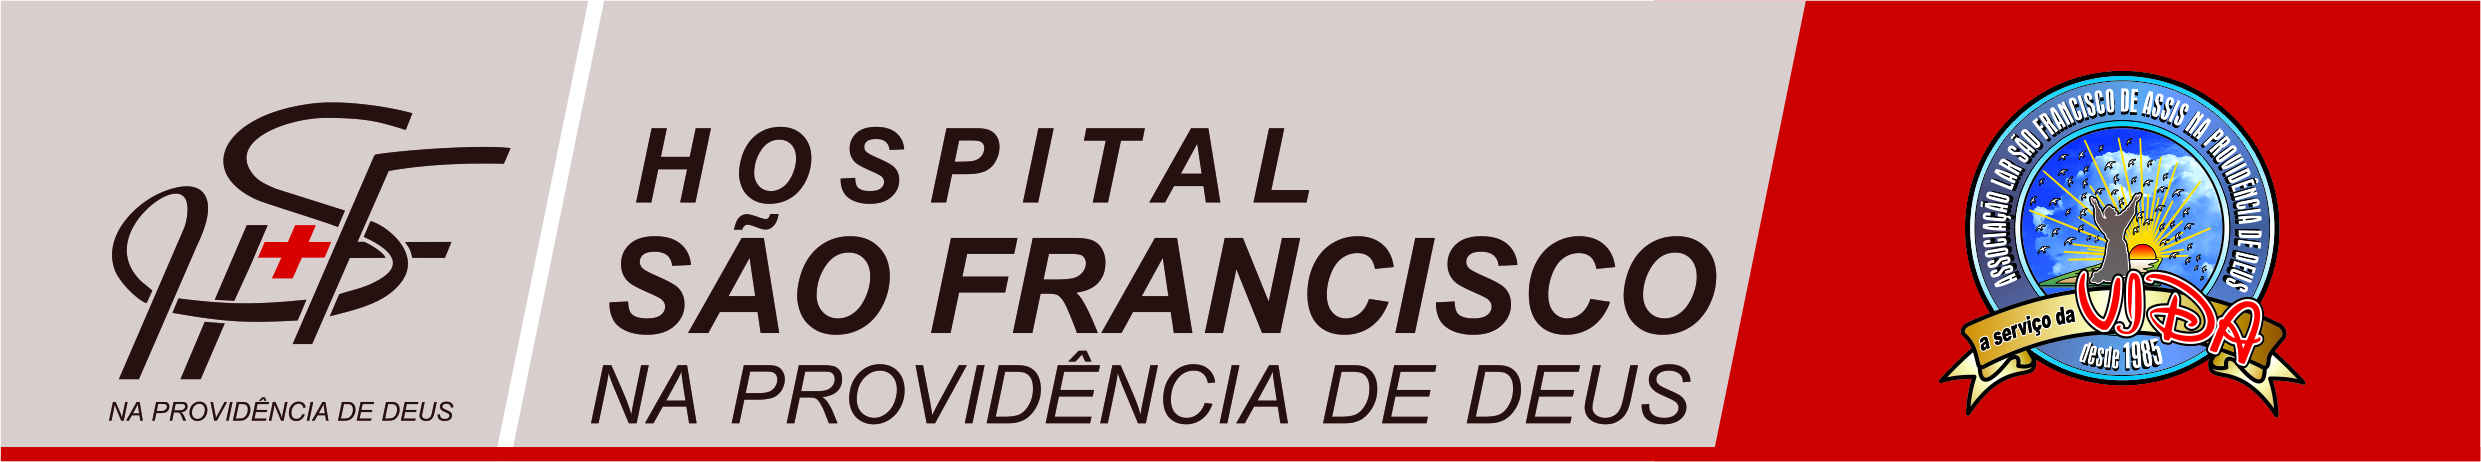 NA PROVIDÊNCIA DE DEUS
HOSPITAL
SÃO FRANCISCO
NA PROVIDÊNCIA DE DEUS
ASSOCIAÇÃO LAR SÃO FRANCISCO DE ASSIS NA PROVIDÊNCIA DE DEUS
a serviço da VIDA
desde 1985